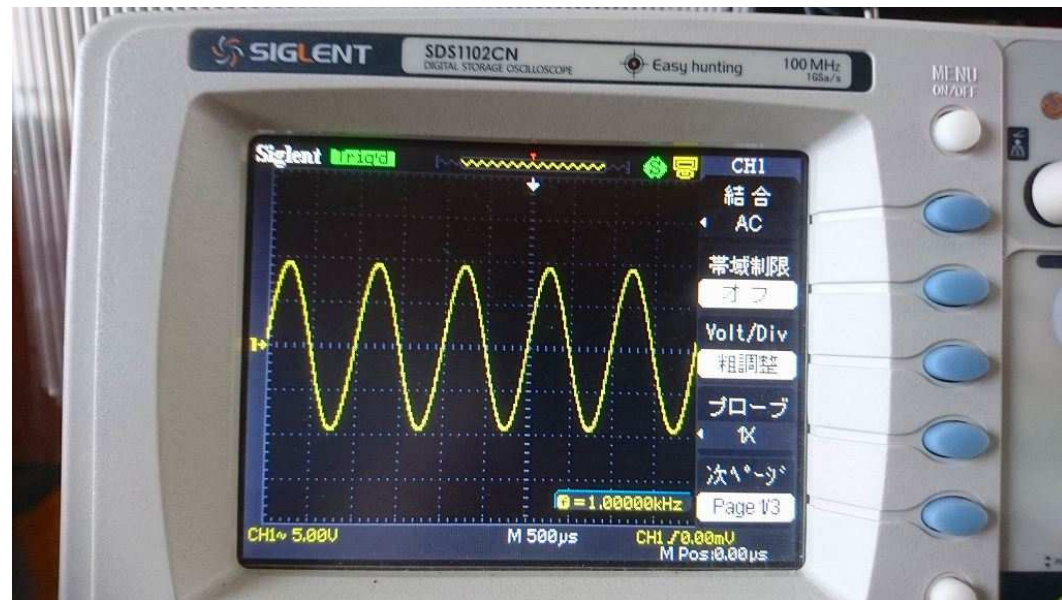 SIGLENT
SDS1102CN
DIGITAL STORAGE OSCILLOSCOPE
Easy hunting
100 MHz
1GSa/s
MENU
ON/OFF
Siglent Trig'd
CH1
結合
AC
帯域制限
オフ
Volt/Div
粗調整
プローブ
1X
次ページ
Page 1/3
f = 1.00000kHz
CH1~ 5.00V
M 500µs
CH1 /0.00mV
M Pos:0.00µs